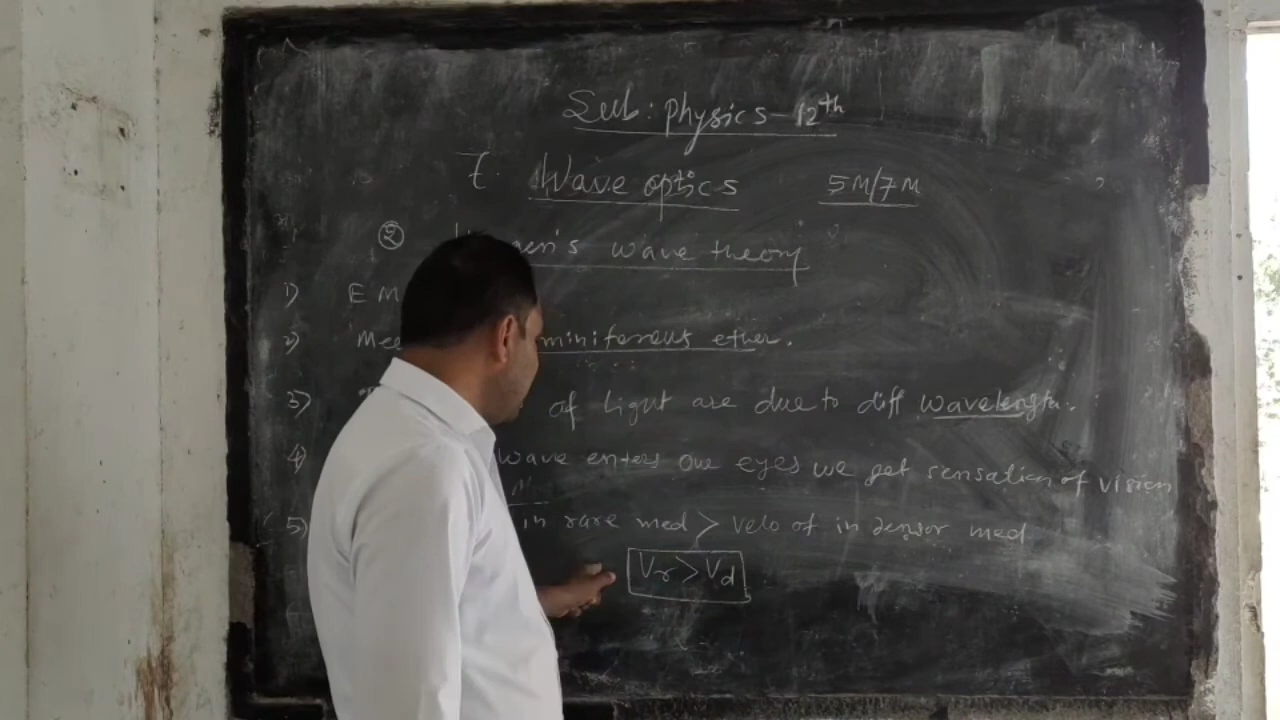 Sub: Physics - 12th
7. Wave optics 5M/7M
② wave theory
1) EM
2) miniferous ether.
3) of light are due to diff wavelength.
4) wave enters our eyes we get sensation of vision
5) in rare med > velo of in densor med
Vr > Vd